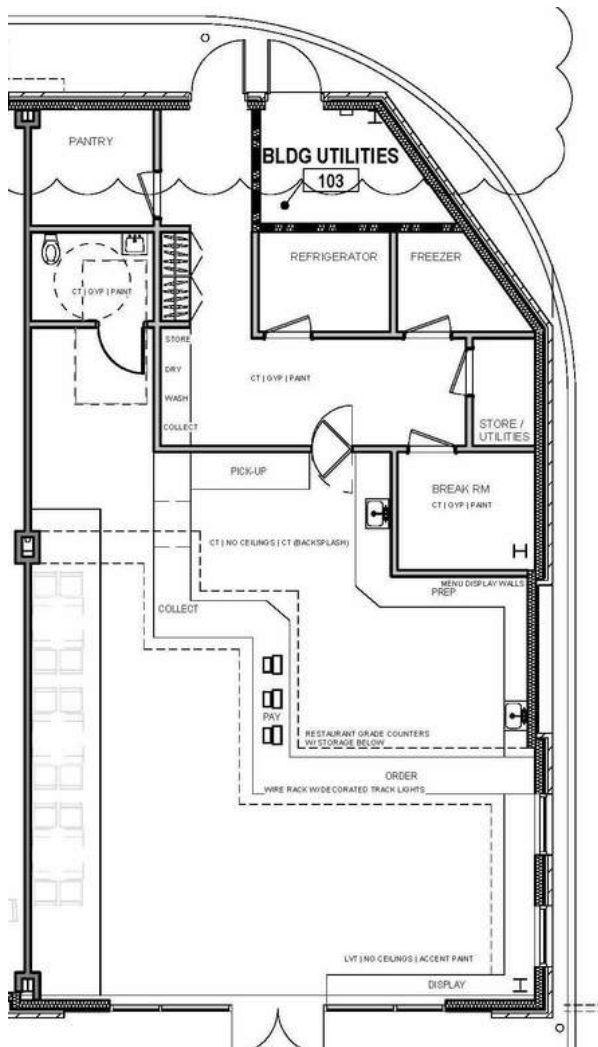 PANTRY
BLDG UTILITIES
103
REFRIGERATOR
FREEZER
CT | GYP | PAINT
STORE
DRY
WASH
COLLECT
CT | GYP | PAINT
STORE /
UTILITIES
PICK-UP
BREAK RM
CT | GYP | PAINT
CT | NO CEILINGS | CT (BACKSPLASH)
MENU DISPLAY WALLS
PREP
COLLECT
PAY
RESTAURANT GRADE COUNTERS
W/ STORAGE BELOW
ORDER
WIRE RACK W/DECORATED TRACK LIGHTS
LVT | NO CEILINGS | ACCENT PAINT
DISPLAY